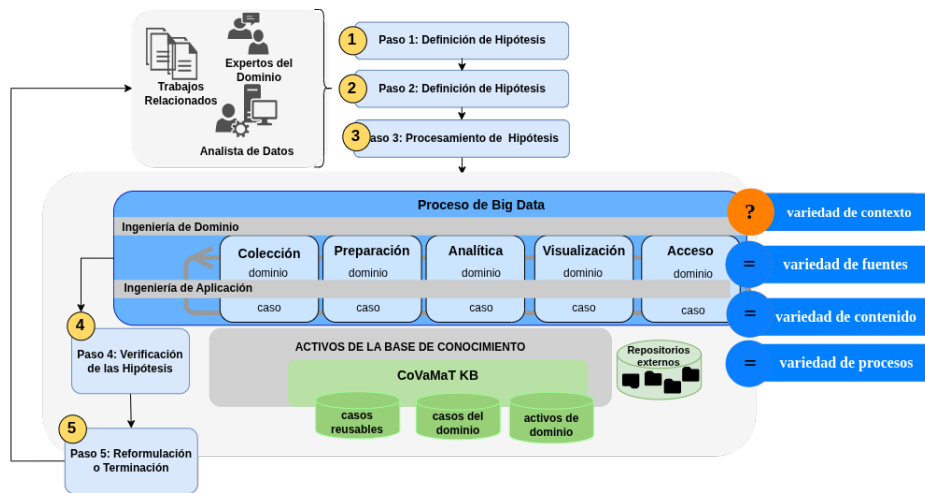 1
Paso 1: Definición de Hipótesis
Expertos del
Dominio
Trabajos
Relacionados
2
Paso 2: Definición de Hipótesis
3
aso 3: Procesamiento de Hipótesis
Analista de Datos
Proceso de Big Data
?
variedad de contexto
Ingeniería de Dominio
Colección
Preparación
Analítica
Visualización
Acceso
dominio
dominio
dominio
dominio
dominio
=
variedad de fuentes
Ingeniería de Aplicación
caso
caso
caso
caso
caso
=
variedad de contenido
4
Paso 4: Verificación
de las Hipótesis
ACTIVOS DE LA BASE DE CONOCIMIENTO
CoVaMaT KB
Repositorios
externos
=
variedad de procesos
casos
reusables
casos del
dominio
activos de
dominio
5
Paso 5: Reformulación
o Terminación